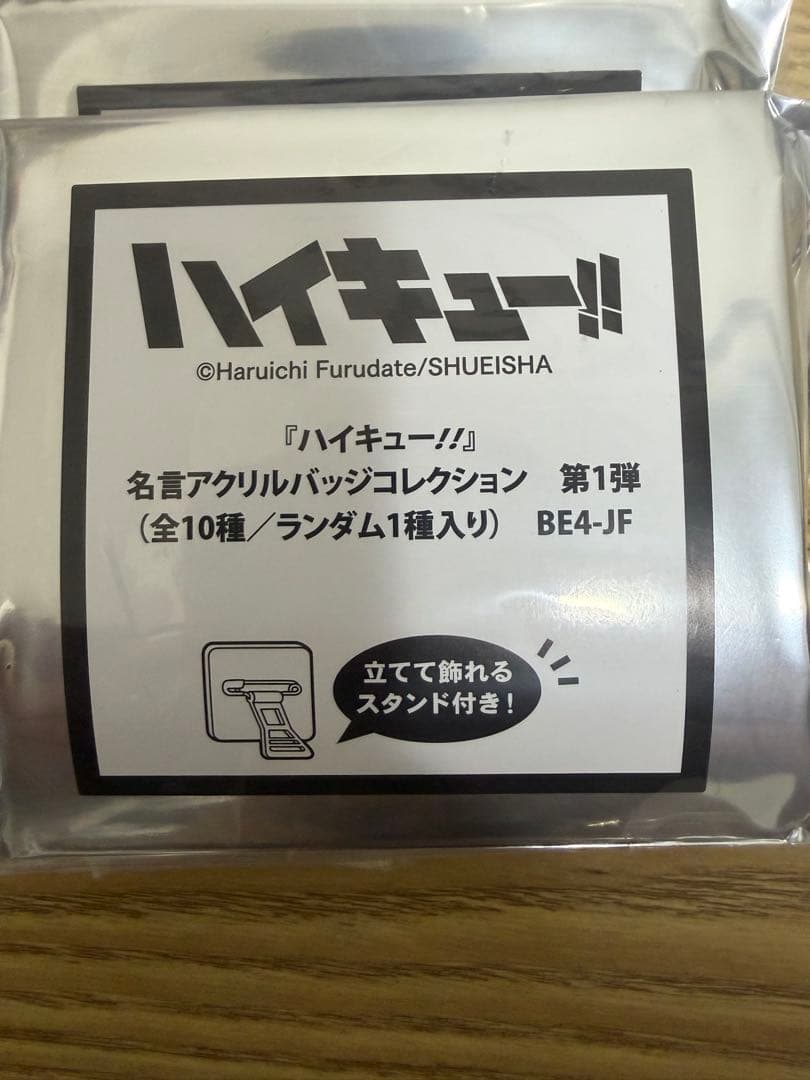 ハイキュー!!
©Haruichi Furudate/SHUEISHA
『ハイキュー!!』
名言アクリルバッジコレクション　第1弾
（全10種／ランダム1種入り）　BE4-JF
立てて飾れる
スタンド付き！